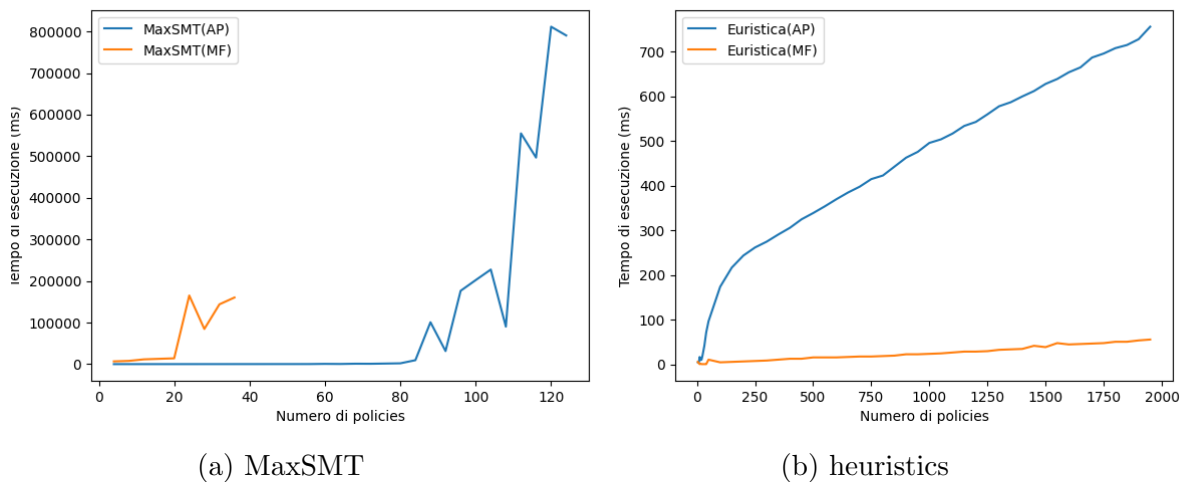 MaxSMT(AP)
MaxSMT(MF)
800000
700000
600000
500000
400000
300000
200000
100000
0
Tempo di esecuzione (ms)
0 20 40 60 80 100 120
Numero di policies
(a) MaxSMT
Euristica(AP)
Euristica(MF)
700
600
500
400
300
200
100
0
Tempo di esecuzione (ms)
0 250 500 750 1000 1250 1500 1750 2000
Numero di policies
(b) heuristics